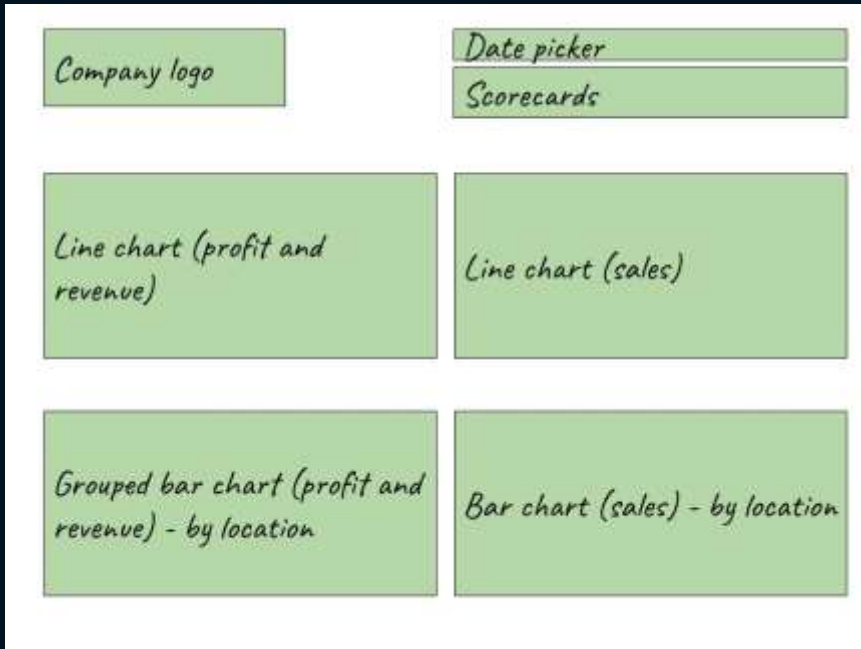 Company logo
Date picker
Scorecards
Line chart (profit and
revenue)
Line chart (sales)
Grouped bar chart (profit and
revenue) - by location
Bar chart (sales) - by location